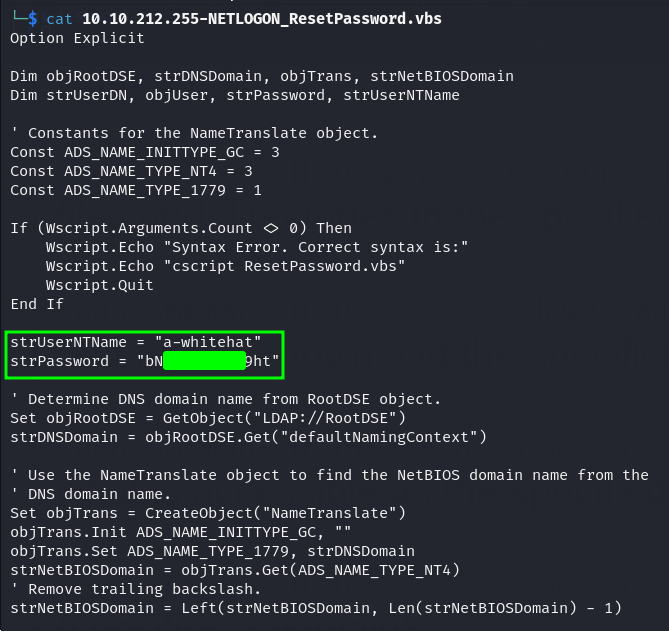 └─$ cat 10.10.212.255-NETLOGON_ResetPassword.vbs
Option Explicit
Dim objRootDSE, strDNSDomain, objTrans, strNetBIOSDomain
Dim strUserDN, objUser, strPassword, strUserNTName
' Constants for the NameTranslate object.
Const ADS_NAME_INITTYPE_GC = 3
Const ADS_NAME_TYPE_NT4 = 3
Const ADS_NAME_TYPE_1779 = 1
If (Wscript.Arguments.Count <> 0) Then
    Wscript.Echo "Syntax Error. Correct syntax is:"
    Wscript.Echo "cscript ResetPassword.vbs"
    Wscript.Quit
End If
strUserNTName = "a-whitehat"
strPassword = "bN 9ht"
' Determine DNS domain name from RootDSE object.
Set objRootDSE = GetObject("LDAP://RootDSE")
strDNSDomain = objRootDSE.Get("defaultNamingContext")
' Use the NameTranslate object to find the NetBIOS domain name from the
' DNS domain name.
Set objTrans = CreateObject("NameTranslate")
objTrans.Init ADS_NAME_INITTYPE_GC, ""
objTrans.Set ADS_NAME_TYPE_1779, strDNSDomain
strNetBIOSDomain = objTrans.Get(ADS_NAME_TYPE_NT4)
' Remove trailing backslash.
strNetBIOSDomain = Left(strNetBIOSDomain, Len(strNetBIOSDomain) - 1)